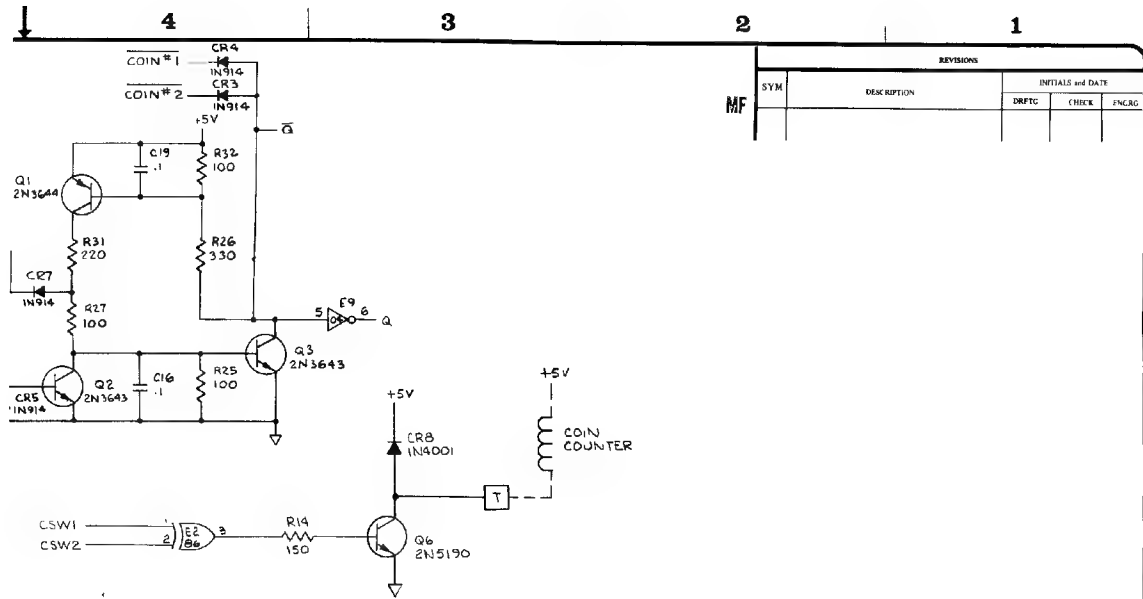 4 3 2 1
REVISIONS
SYM DESCRIPTION INITIALS and DATE
DRFTG CHECK ENGRG
MF
COIN#1 CR4
1N914
COIN#2 CR3
1N914
+5V
Q̅
C19
.1
R32
100
Q1
2N3644
R31
220
R26
330
CR7
1N914
R27
100
5 E9 6 Q
04
Q3
2N3643
Q2
2N3643
C16
.1
R25
100
CR5
1N914
+5V
+5V
CR8
1N4001
COIN
COUNTER
T
CSW1 1
CSW2 2
E2
86
3
R14
150
Q6
2N5190